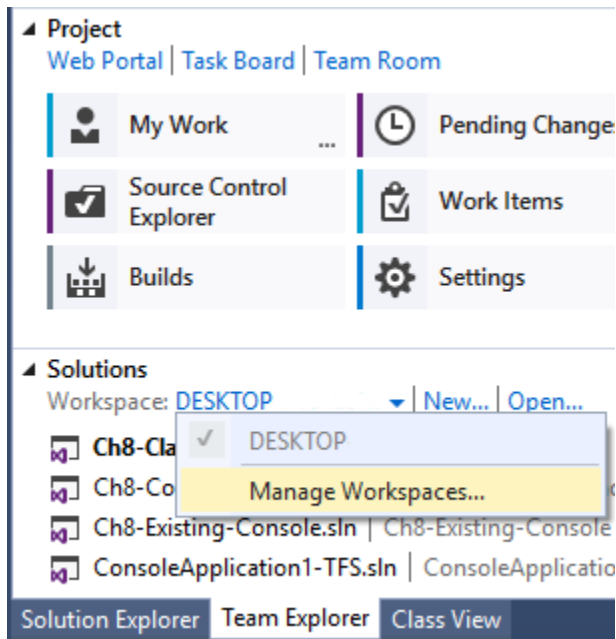 Project
Web Portal | Task Board | Team Room
My Work ...
Pending Change
Source Control
Explorer
Work Items
Builds
Settings
Solutions
Workspace: DESKTOP | New... | Open...
DESKTOP
Manage Workspaces...
Ch8-Cla
Ch8-Co
Ch8-Existing-Console.sln | Ch8-Existing-Console
ConsoleApplication1-TFS.sln | ConsoleApplicatio
Solution Explorer Team Explorer Class View